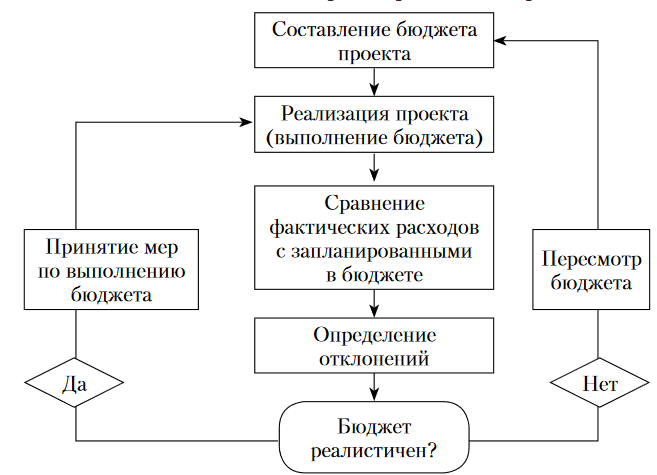 Составление бюджета
проекта
Реализация проекта
(выполнение бюджета)
Сравнение
фактических расходов
с запланированными
в бюджете
Принятие мер
по выполнению
бюджета
Пересмотр
бюджета
Определение
отклонений
Да
Нет
Бюджет
реалистичен?